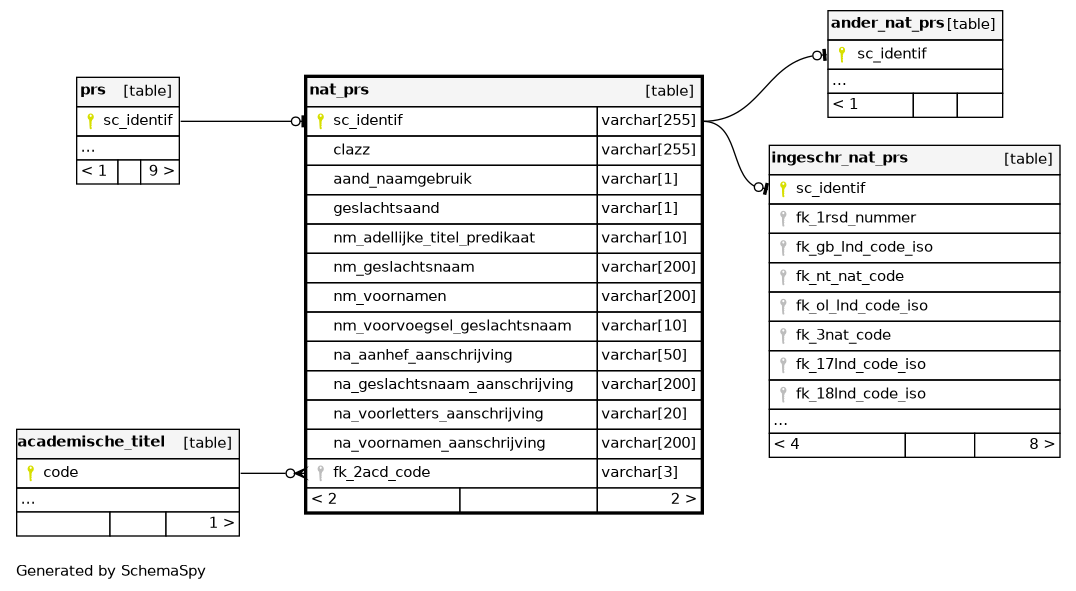 prs [table]
sc_identif
...
< 1 9 >
academische_titel [table]
code
...
1 >
nat_prs [table]
sc_identif varchar[255]
clazz varchar[255]
aand_naamgebruik varchar[1]
geslachtsaand varchar[1]
nm_adellijke_titel_predikaat varchar[10]
nm_geslachtsnaam varchar[200]
nm_voornamen varchar[200]
nm_voorvoegsel_geslachtsnaam varchar[10]
na_aanhef_aanschrijving varchar[50]
na_geslachtsnaam_aanschrijving varchar[200]
na_voorletters_aanschrijving varchar[20]
na_voornamen_aanschrijving varchar[200]
fk_2acd_code varchar[3]
< 2 2 >
ander_nat_prs [table]
sc_identif
...
< 1
ingeschr_nat_prs [table]
sc_identif
fk_1rsd_nummer
fk_gb_lnd_code_iso
fk_nt_nat_code
fk_ol_lnd_code_iso
fk_3nat_code
fk_17lnd_code_iso
fk_18lnd_code_iso
...
< 4 8 >
Generated by SchemaSpy